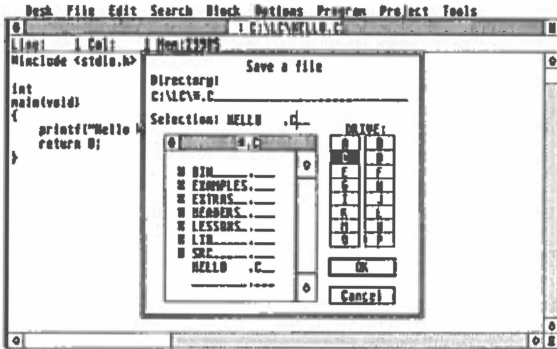 Desk File Edit Search Block Options Program Project Tools
C:\LC\HELLO.C
Line: 1 Col: 1 Mem:23985
#include <stdio.h>
int
main(void)
{
printf("Hello
return 0;
}
Save a file
Directory:
C:\LC\*.C
Selection: HELLO .C
DRIVE:
*.C
BIN
EXAMPLES
EXTRAS
HEADERS
LESSONS
LIB
SRC
HELLO .C
A B
C D
E F
G H
I J
K L
M N
O P
OK
Cancel